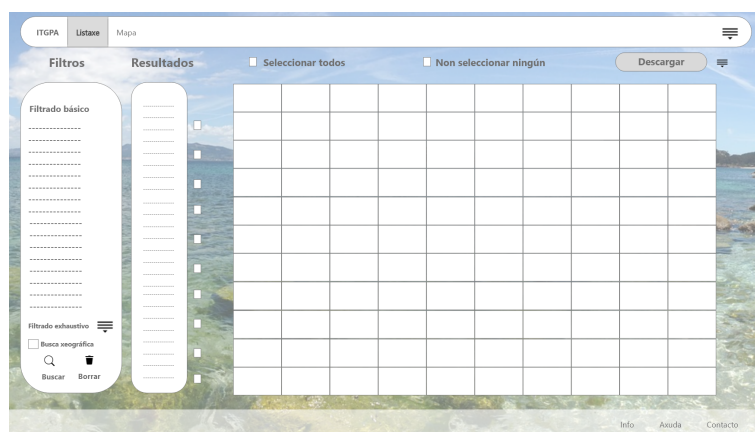 ITGPA Listaxe Mapa
Filtros Resultados Seleccionar todos Non seleccionar ningún Descargar
Filtrado básico
Filtrado exhaustivo
Busca xeográfica
Buscar Borrar
Info Axuda Contacto